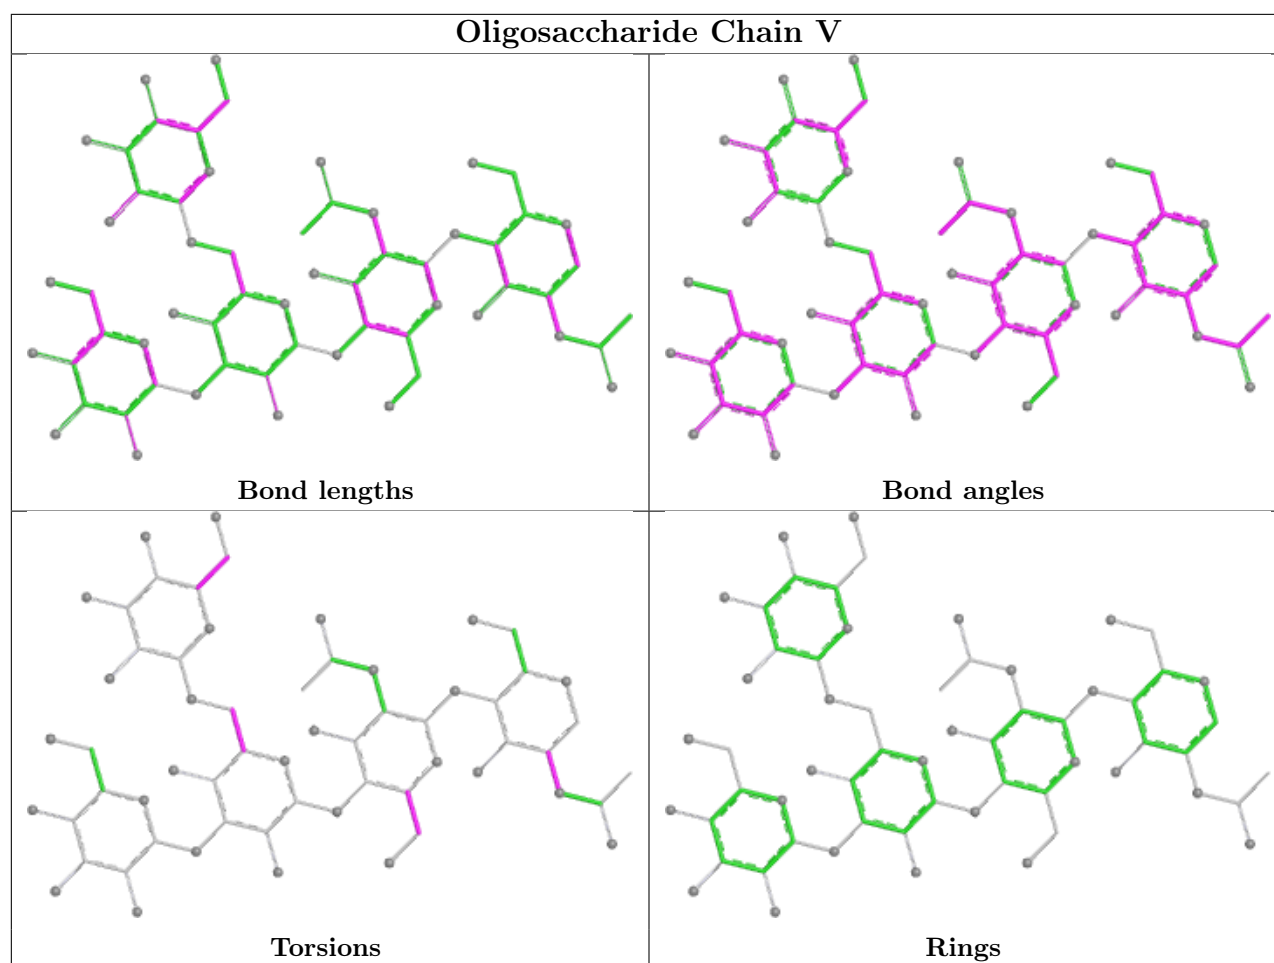 Oligosaccharide Chain V
Bond lengths
Bond angles
Torsions
Rings